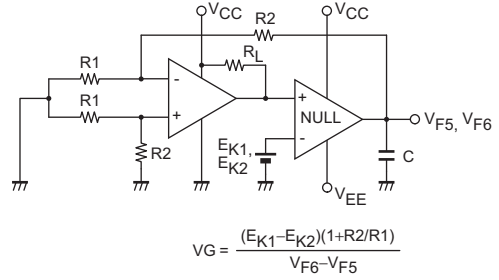 VCC
R2
VCC
RL
R1
-
+
R1
+
NULL
-
VF5, VF6
R2
EK1,
EK2
C
VEE
VG = (EK1–EK2)(1+R2/R1)
VF6–VF5